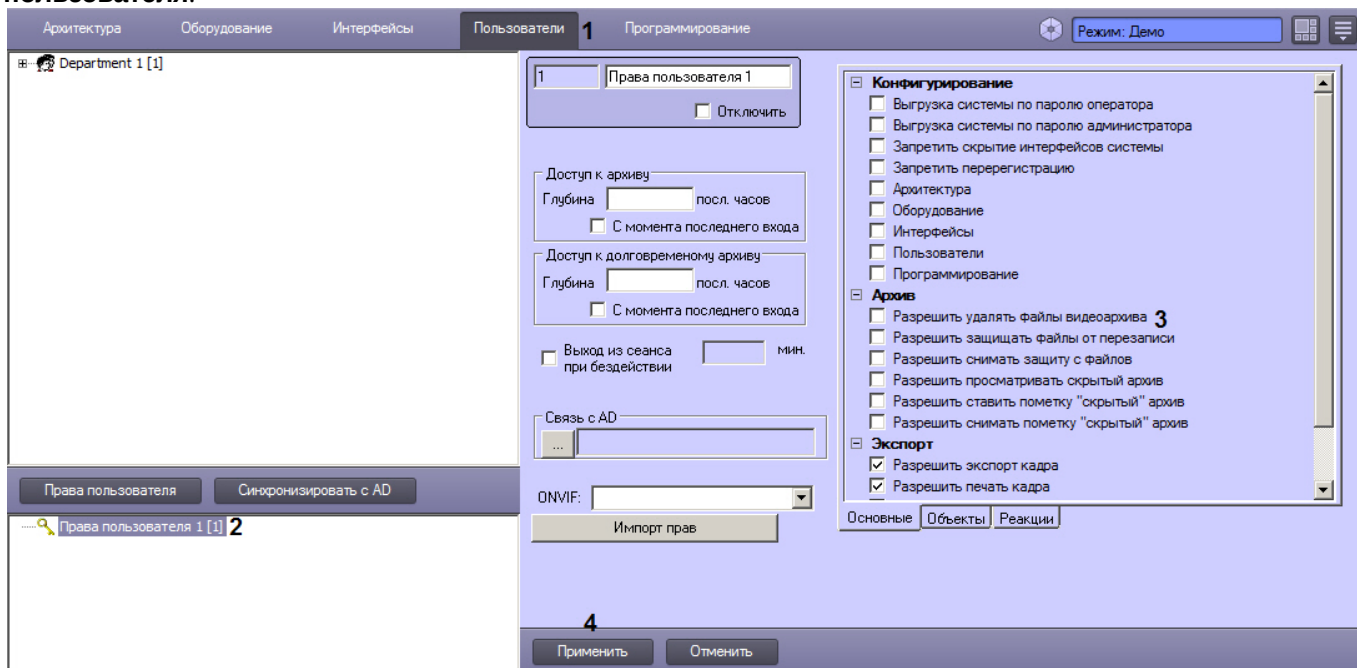 пользователя.
Архитектура Оборудование Интерфейсы Пользователи 1 Программирование Режим: Демо
Department 1 [1]
1 Права пользователя 1
Отключить
Доступ к архиву
Глубина посл. часов
С момента последнего входа
Доступ к долговременому архиву
Глубина посл. часов
С момента последнего входа
Выход из сеанса при бездействии мин.
Связь с AD
...
ONVIF:
Импорт прав
Конфигурирование
Выгрузка системы по паролю оператора
Выгрузка системы по паролю администратора
Запретить скрытие интерфейсов системы
Запретить перерегистрацию
Архитектура
Оборудование
Интерфейсы
Пользователи
Программирование
Архив
Разрешить удалять файлы видеоархива 3
Разрешить защищать файлы от перезаписи
Разрешить снимать защиту с файлов
Разрешить просматривать скрытый архив
Разрешить ставить пометку "скрытый" архив
Разрешить снимать пометку "скрытый" архив
Экспорт
Разрешить экспорт кадра
Разрешить печать кадра
Основные Объекты Реакции
Права пользователя Синхронизировать с AD
Права пользователя 1 [1] 2
4
Применить Отменить